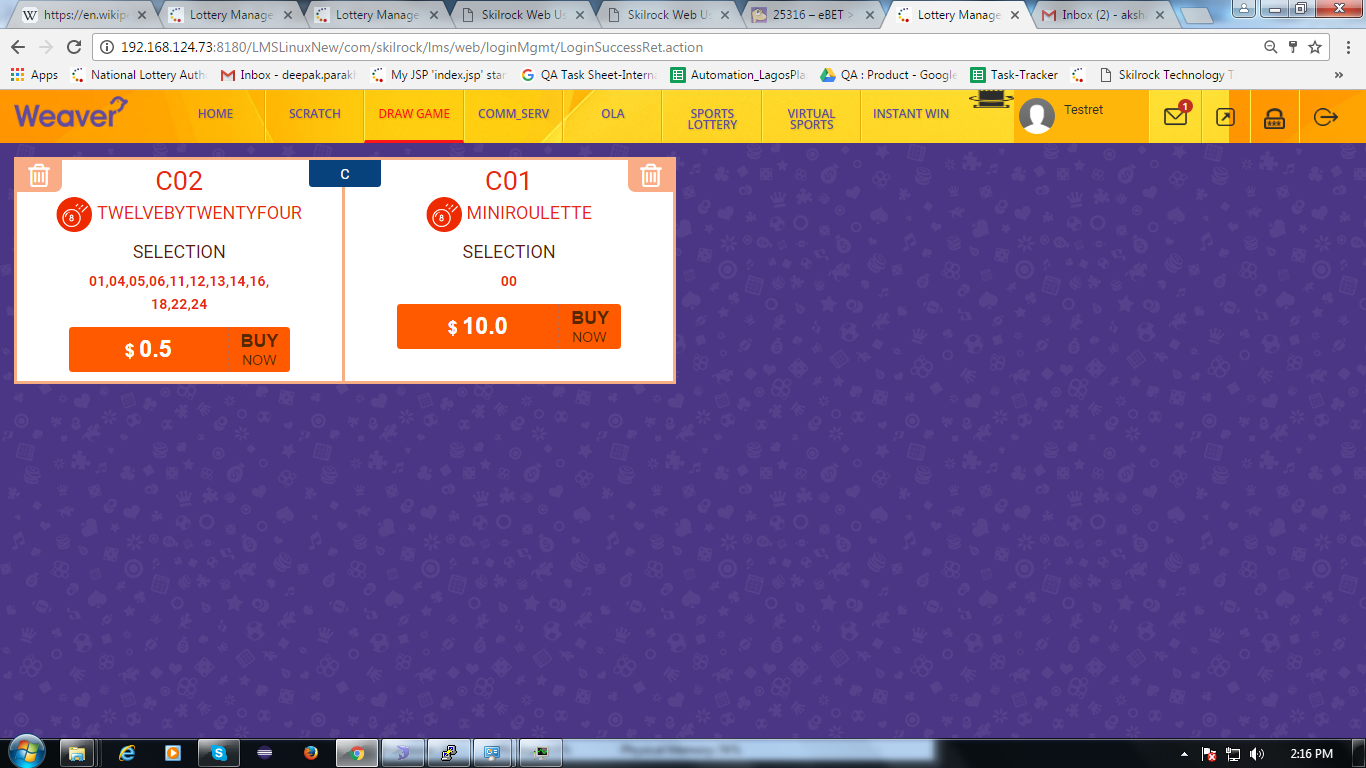 https://en.wikipe
Lottery Manage
Lottery Manage
Skilrock Web Us
Skilrock Web Us
25316 – eBET >
Lottery Manage
Inbox (2) - aksh
192.168.124.73:8180/LMSLinuxNew/com/skilrock/lms/web/loginMgmt/LoginSuccessRet.action
Apps
National Lottery Auth
Inbox - deepak.parakh
My JSP 'index.jsp' star
QA Task Sheet-Interna
Automation_LagosPla
QA : Product - Google
Task-Tracker
Skilrock Technology T
»
Weaver
HOME
SCRATCH
DRAW GAME
COMM_SERV
OLA
SPORTS
LOTTERY
VIRTUAL
SPORTS
INSTANT WIN
Testret
1
C
C02
8 TWELVEBYTWENTYFOUR
SELECTION
01,04,05,06,11,12,13,14,16,
18,22,24
$ 0.5
BUY
NOW
C01
8 MINIROULETTE
SELECTION
00
$ 10.0
BUY
NOW
2:16 PM